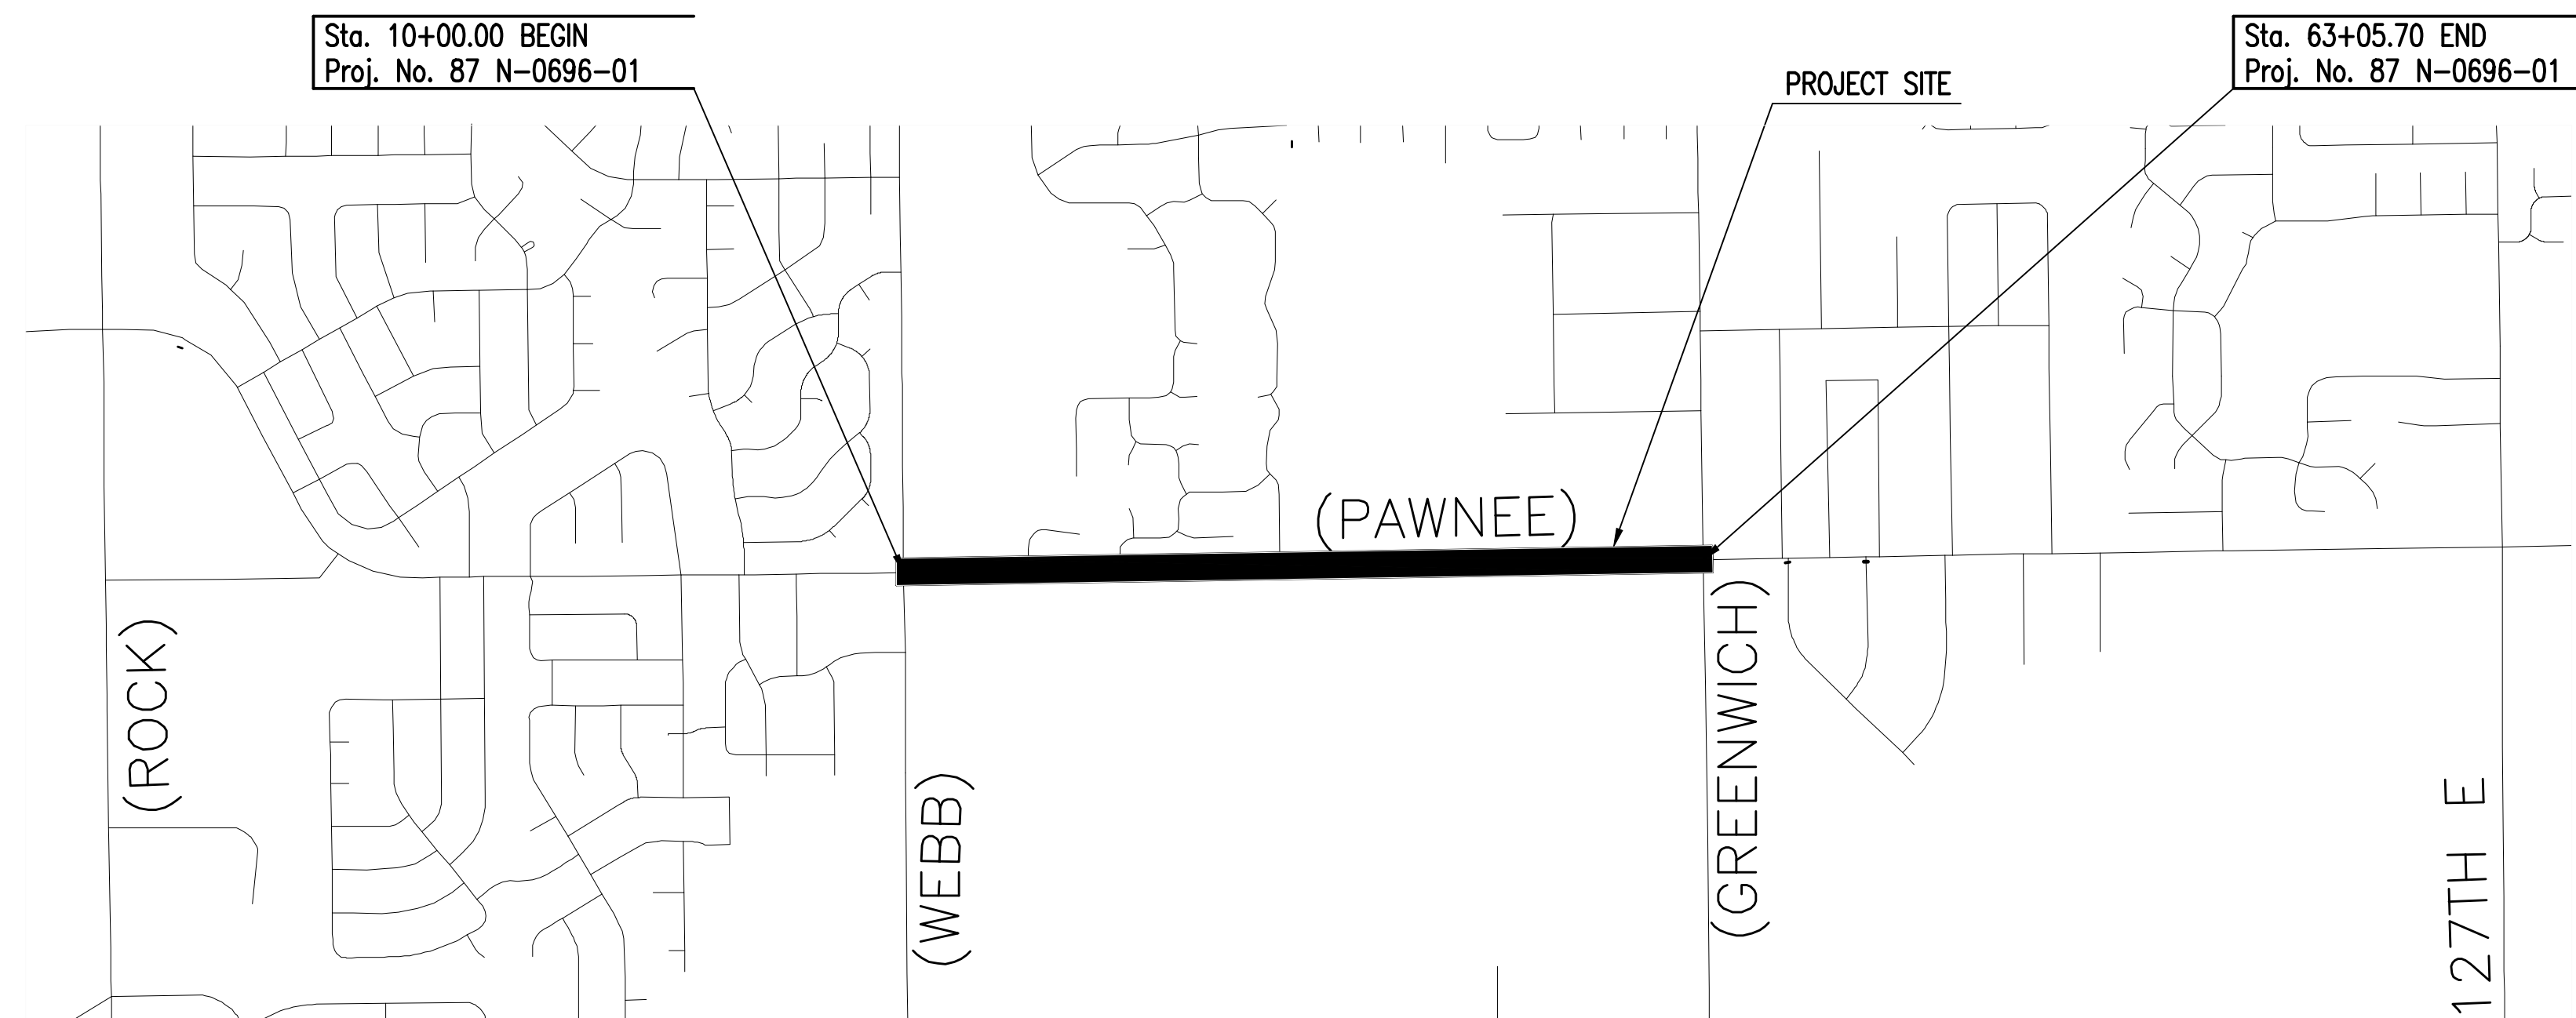 Sta. 10+00.00 BEGIN
Proj. No. 87 N-0696-01
Sta. 63+05.70 END
Proj. No. 87 N-0696-01
PROJECT SITE
(PAWNEE)
(ROCK)
(WEBB)
(GREENWICH)
127TH E